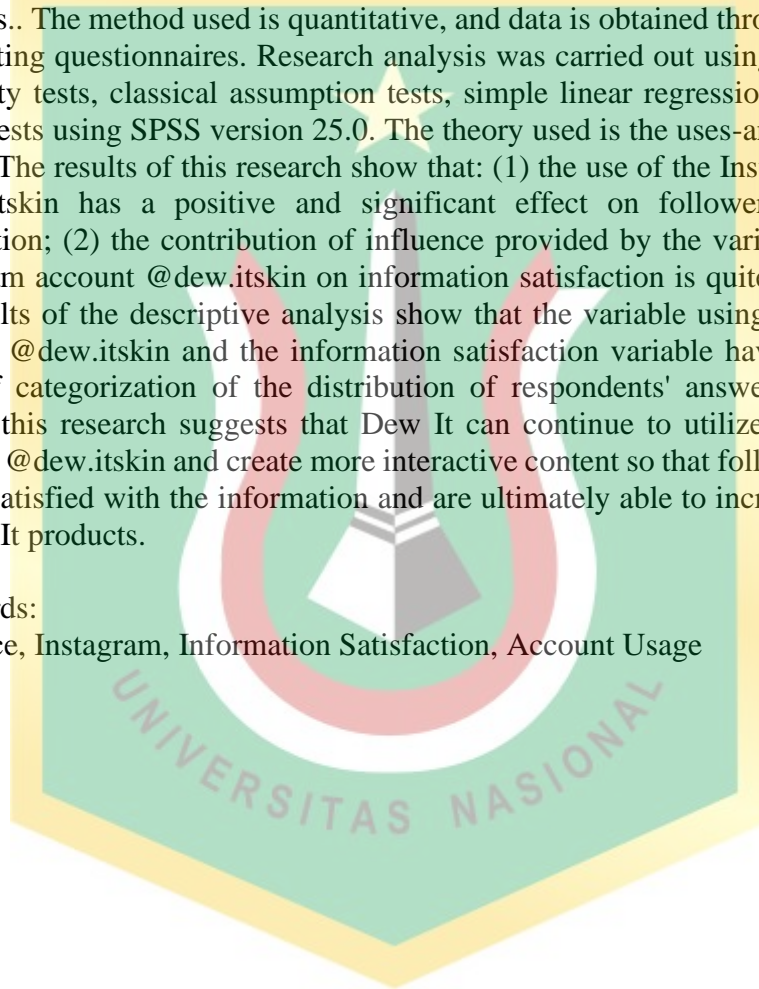 s.. The method used is quantitative, and data is obtained thro
ting questionnaires. Research analysis was carried out using
ty tests, classical assumption tests, simple linear regressio
ests using SPSS version 25.0. The theory used is the uses-an
The results of this research show that: (1) the use of the Ins
tskin has a positive and significant effect on follower
tion; (2) the contribution of influence provided by the vari
m account @dew.itskin on information satisfaction is quite
lts of the descriptive analysis show that the variable using
@dew.itskin and the information satisfaction variable hav
f categorization of the distribution of respondents' answe
this research suggests that Dew It can continue to utilize
@dew.itskin and create more interactive content so that foll
atisfied with the information and are ultimately able to incr
It products.
rds:
ce, Instagram, Information Satisfaction, Account Usage
UNIVERSITAS NASIONAL